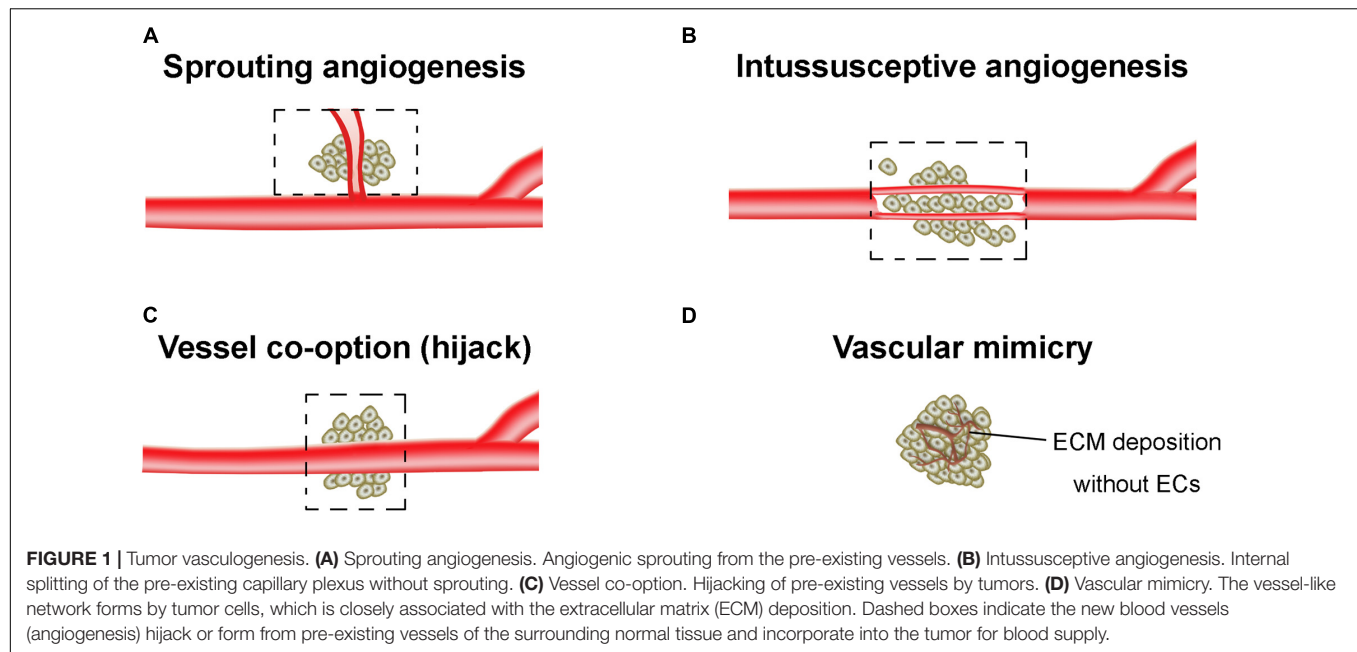 A
Sprouting angiogenesis
B
Intussusceptive angiogenesis
C
Vessel co-option (hijack)
D
Vascular mimicry
ECM deposition
without ECs
FIGURE 1 | Tumor vasculogenesis. (A) Sprouting angiogenesis. Angiogenic sprouting from the pre-existing vessels. (B) Intussusceptive angiogenesis. Internal
splitting of the pre-existing capillary plexus without sprouting. (C) Vessel co-option. Hijacking of pre-existing vessels by tumors. (D) Vascular mimicry. The vessel-like
network forms by tumor cells, which is closely associated with the extracellular matrix (ECM) deposition. Dashed boxes indicate the new blood vessels
(angiogenesis) hijack or form from pre-existing vessels of the surrounding normal tissue and incorporate into the tumor for blood supply.